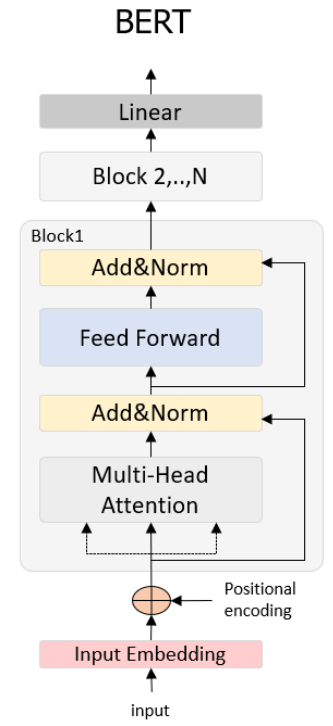 BERT
Linear
Block 2,..,N
Block1
Add&Norm
Feed Forward
Add&Norm
Multi-Head
Attention
Positional
encoding
Input Embedding
input